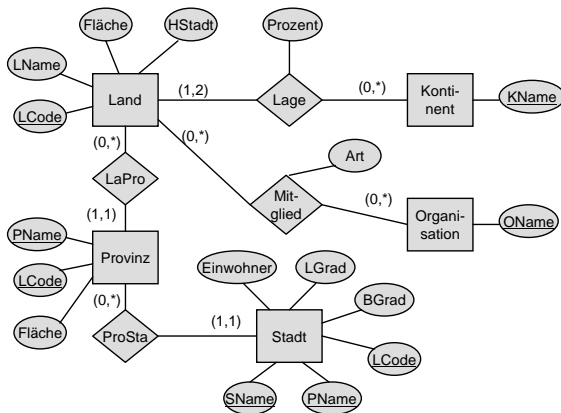 Fläche
HStadt
Prozent
LName
LCode
Land
(1,2)
Lage
(0,*)
Konti-
nent
KName
(0,*)
(0,*)
LaPro
(1,1)
Art
Mit-
glied
(0,*)
Organi-
sation
OName
PName
LCode
Fläche
Provinz
(0,*)
ProSta
(1,1)
Einwohner
LGrad
BGrad
Stadt
LCode
SName
PName